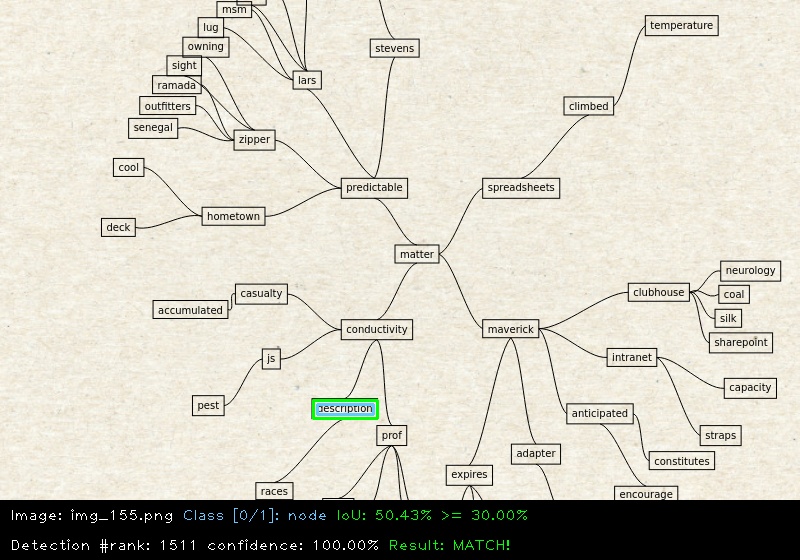 msm
temperature
lug
owning
stevens
sight
lars
ramada
outfitters
climbed
senegal
zipper
cool
predictable
spreadsheets
hometown
deck
matter
neurology
casualty
clubhouse
coal
accumulated
silk
conductivity
maverick
sharepoint
js
intranet
capacity
pest
description
anticipated
prof
straps
adapter
constitutes
expires
races
encourage
Image: img_155.png Class [0/1]: node IoU: 50.43% >= 30.00%
Detection #rank: 1511 confidence: 100.00% Result: MATCH!